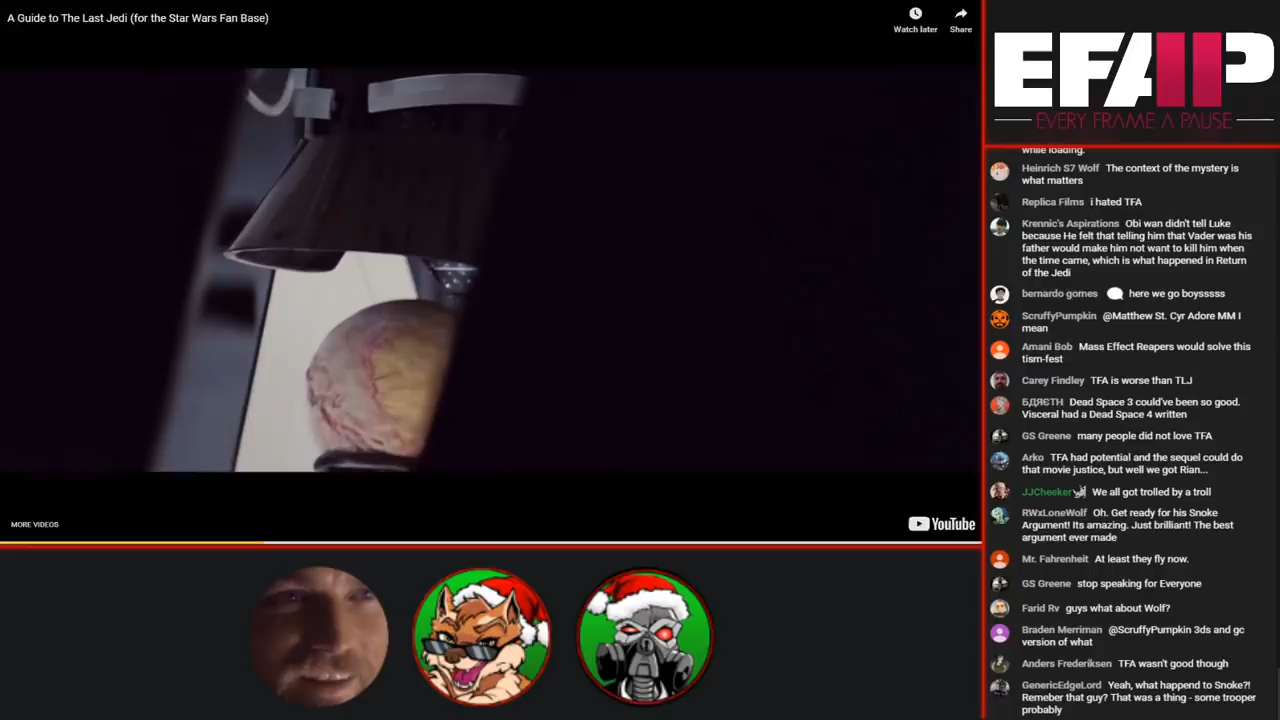 A Guide to The Last Jedi (for the Star Wars Fan Base)
Watch later
Share
MORE VIDEOS
YouTube
EFAP
EVERY FRAME A PAUSE
while loading.
Heinrich S7 Wolf The context of the mystery is
what matters
Replica Films i hated TFA
Krennic's Aspirations Obi wan didn't tell Luke
because He felt that telling him that Vader was his
father would make him not want to kill him when
the time came, which is what happened in Return
of the Jedi
bernardo gomes here we go boysssss
ScruffyPumpkin @Matthew St. Cyr Adore MM I
mean
Amani Bob Mass Effect Reapers would solve this
tism-fest
Carey Findley TFA is worse than TLJ
БДЯЄTH Dead Space 3 could've been so good.
Visceral had a Dead Space 4 written
GS Greene many people did not love TFA
Arko TFA had potential and the sequel could do
that movie justice, but well we got Rian...
JJCheeker We all got trolled by a troll
RWxLoneWolf Oh. Get ready for his Snoke
Argument! Its amazing. Just brilliant! The best
argument ever made
Mr. Fahrenheit At least they fly now.
GS Greene stop speaking for Everyone
Farid Rv guys what about Wolf?
Braden Merriman @ScruffyPumpkin 3ds and gc
version of what
Anders Frederiksen TFA wasn't good though
GenericEdgeLord Yeah, what happend to Snoke?!
Remeber that guy? That was a thing - some trooper
probably